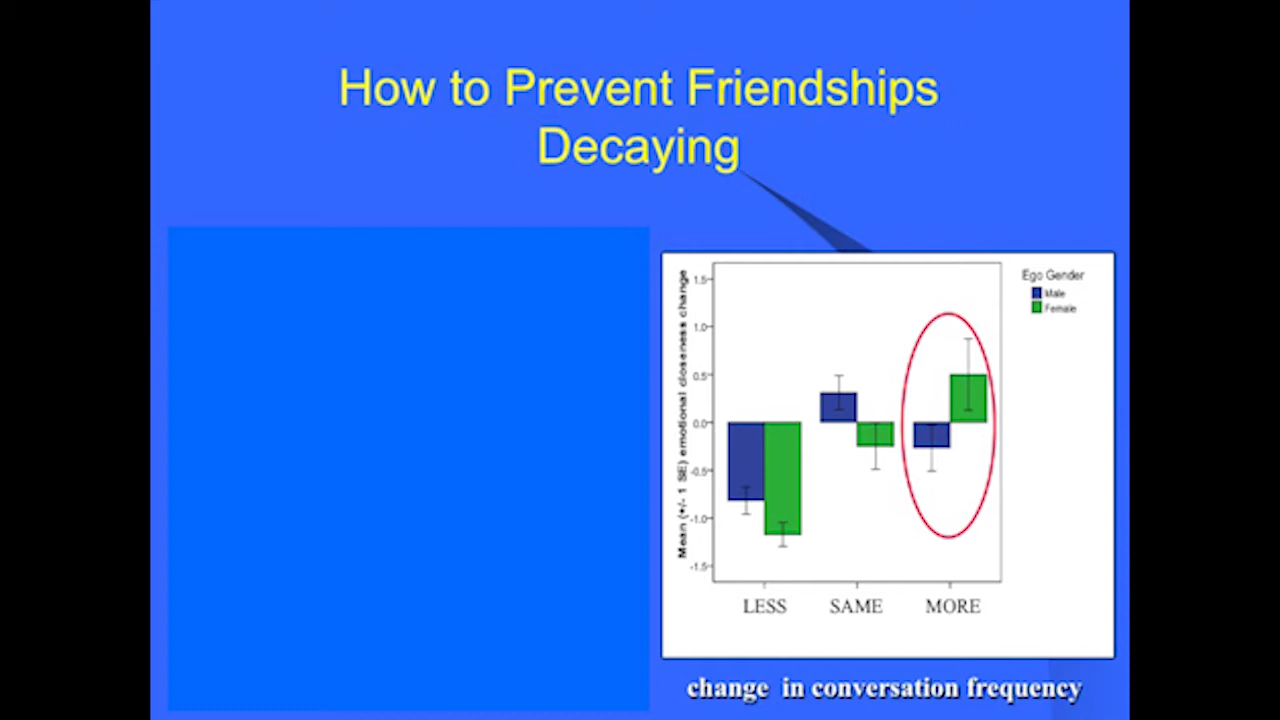 How to Prevent Friendships
Decaying
Mean (+/- 1 SE) emotional closeness change
1.5
1.0
0.5
0.0
-0.5
-1.0
-1.5
LESS SAME MORE
Ego Gender
Male
Female
change in conversation frequency